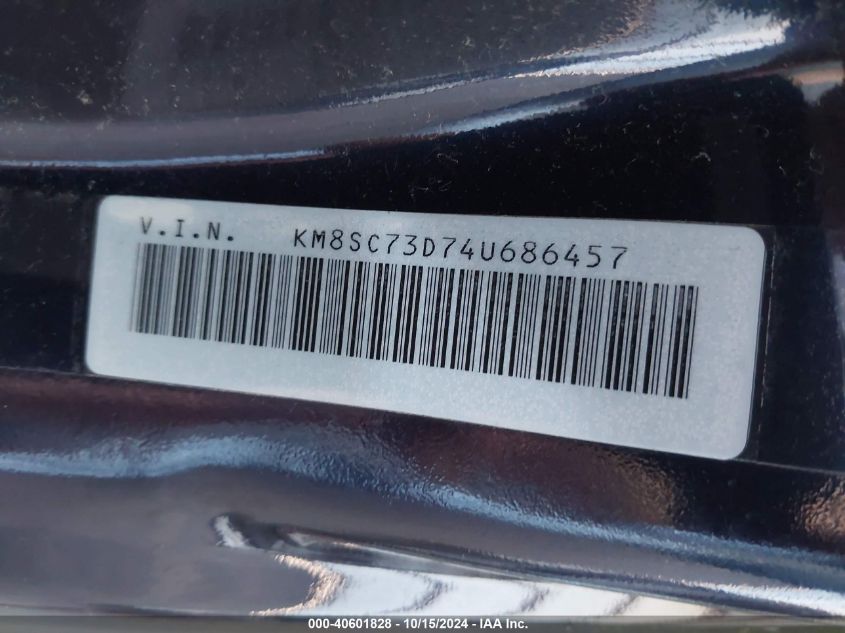 V.I.N. KM8SC73D74U686457
000-40601828 - 10/15/2024 - IAA Inc.